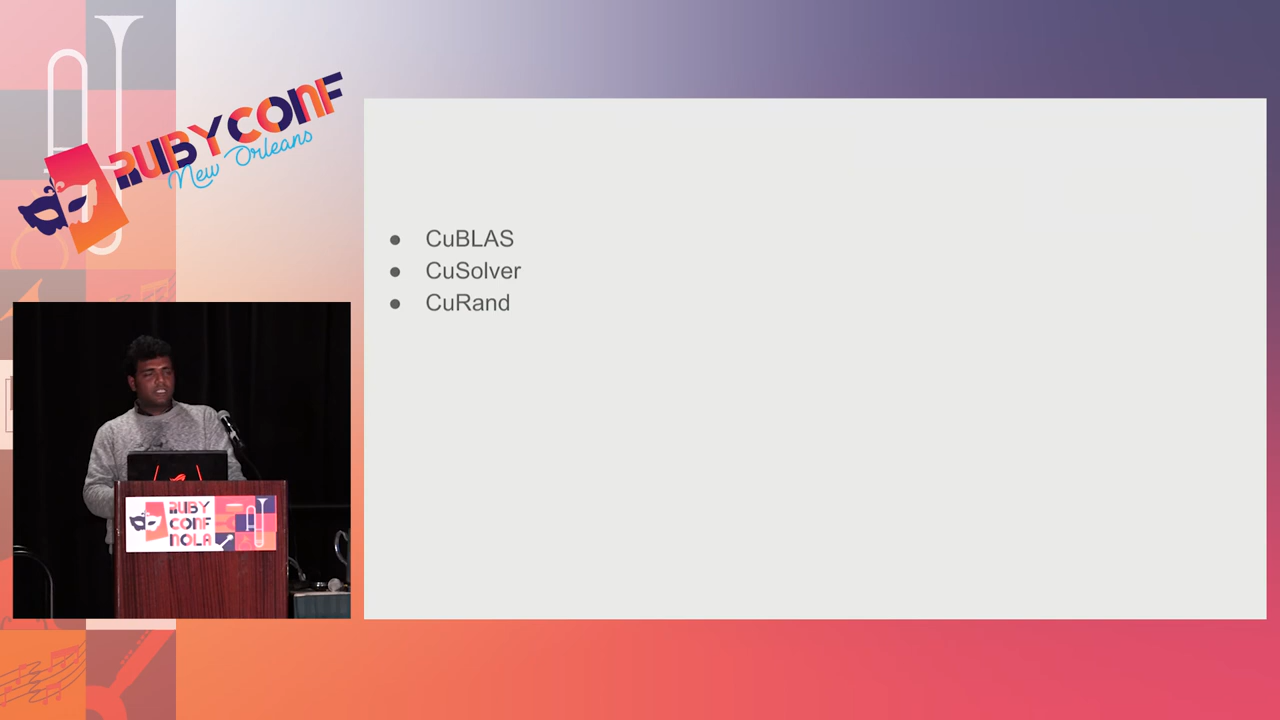 RUBYCONF
New Orleans
CuBLAS
CuSolver
CuRand
RUBY
CONF
NOLA